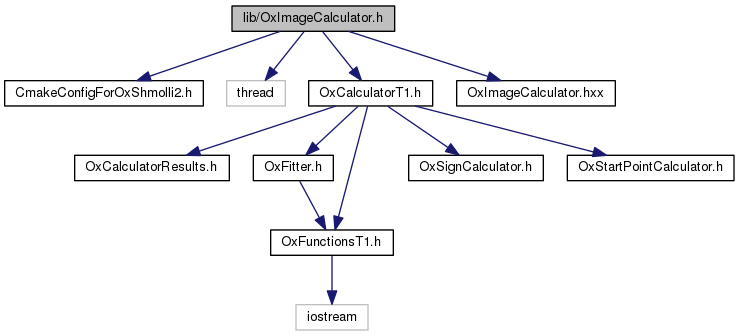 lib/OxImageCalculator.h
CmakeConfigForOxShmolli2.h
thread
OxCalculatorT1.h
OxImageCalculator.hxx
OxCalculatorResults.h
OxFitter.h
OxSignCalculator.h
OxStartPointCalculator.h
OxFunctionsT1.h
iostream